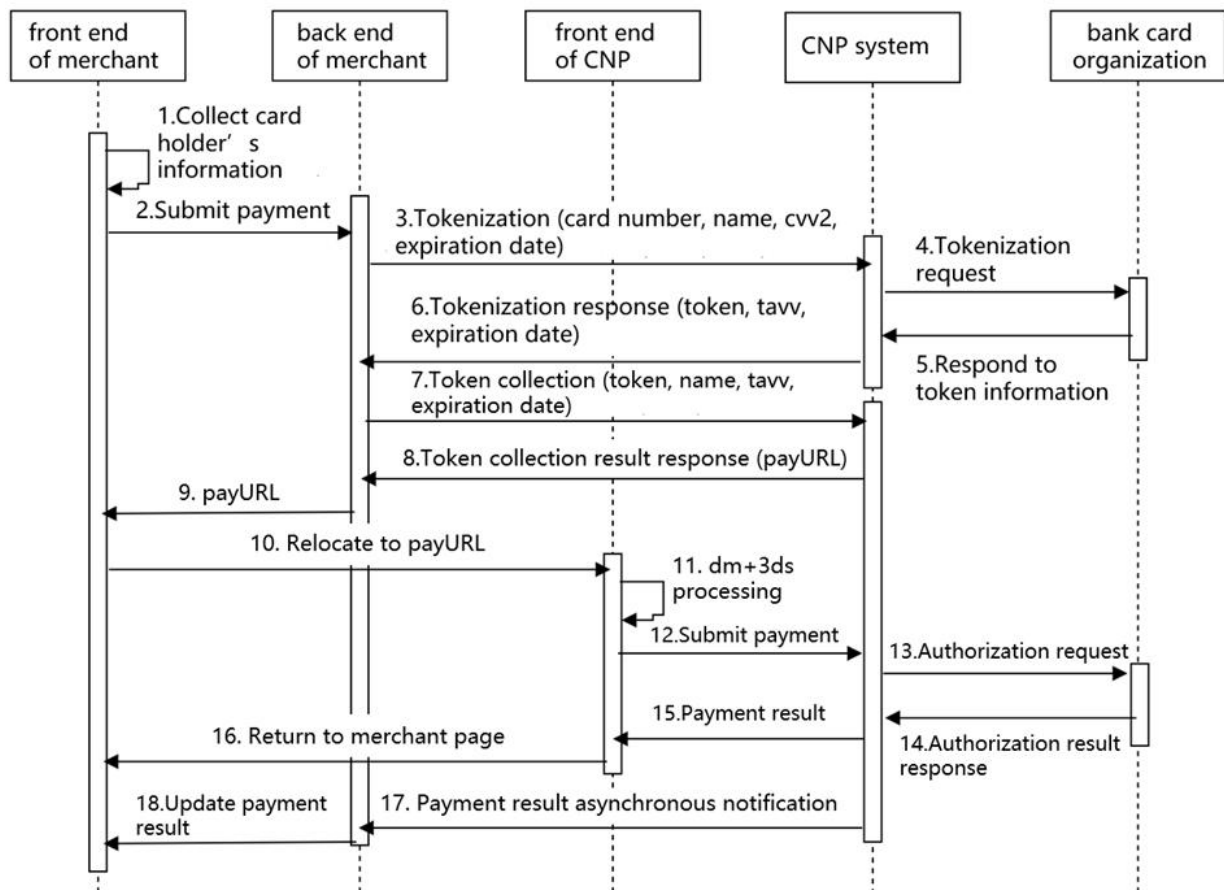 front end
of merchant
back end
of merchant
front end
of CNP
CNP system
bank card
organization
1.Collect card
holder’ s
information
2.Submit payment
3.Tokenization (card number, name, cvv2,
expiration date)
4.Tokenization
request
6.Tokenization response (token, tavv,
expiration date)
5.Respond to
token information
7.Token collection (token, name, tavv,
expiration date)
8.Token collection result response (payURL)
9. payURL
10. Relocate to payURL
11. dm+3ds
processing
12.Submit payment
13.Authorization request
15.Payment result
14.Authorization result
response
16. Return to merchant page
17. Payment result asynchronous notification
18.Update payment
result